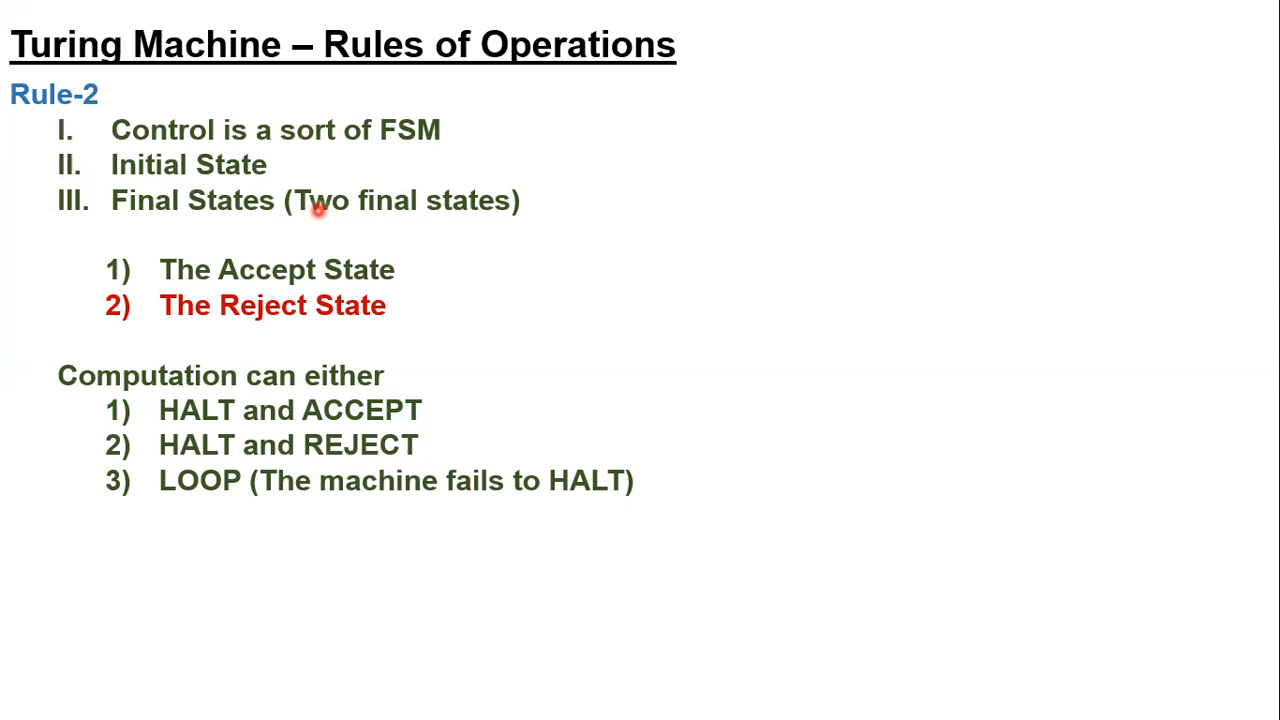 Turing Machine – Rules of Operations
Rule-2
I. Control is a sort of FSM
II. Initial State
III. Final States (Two final states)
1) The Accept State
2) The Reject State
Computation can either
1) HALT and ACCEPT
2) HALT and REJECT
3) LOOP (The machine fails to HALT)